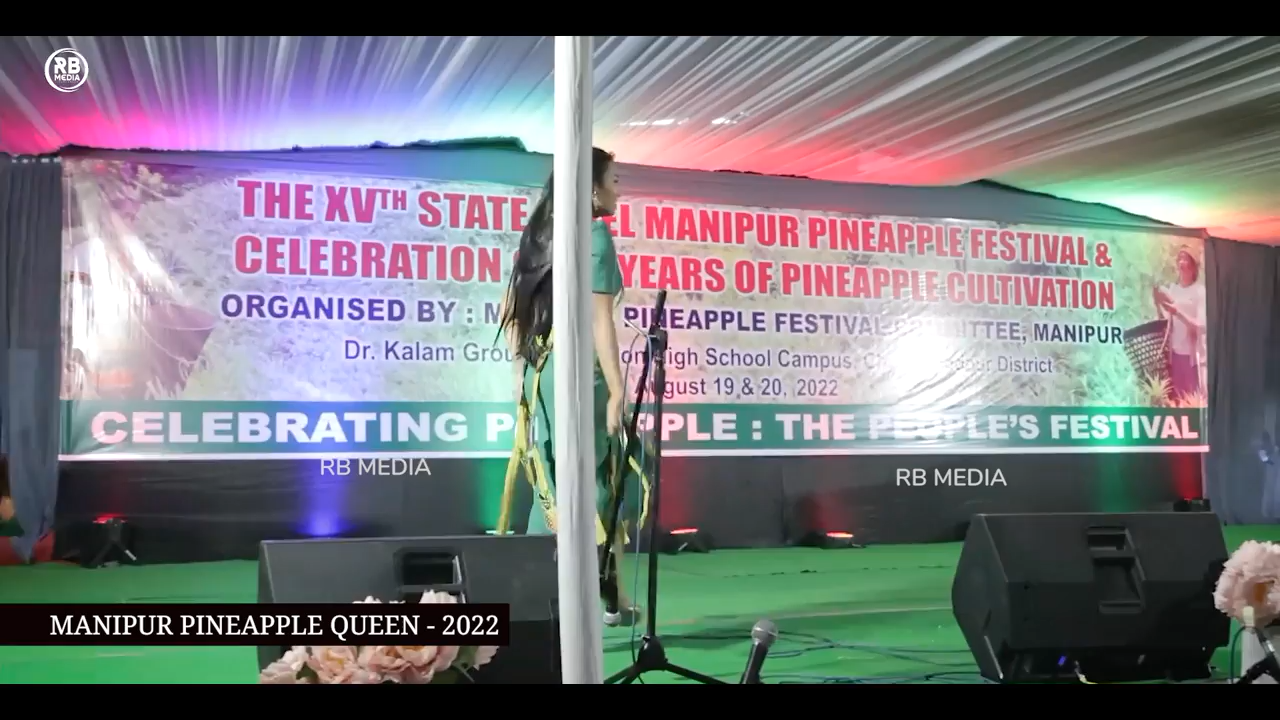 RB
MEDIA
THE XVTH STATE EL MANIPUR PINEAPPLE FESTIVAL &
CELEBRATION YEARS OF PINEAPPLE CULTIVATION
ORGANISED BY : PINEAPPLE FESTIVAL COMMITTEE, MANIPUR
Dr. Kalam High School Campus, District
August 19 & 20, 2022
CELEBRATING : THE PEOPLE'S FESTIVAL
RB MEDIA
RB MEDIA
MANIPUR PINEAPPLE QUEEN - 2022